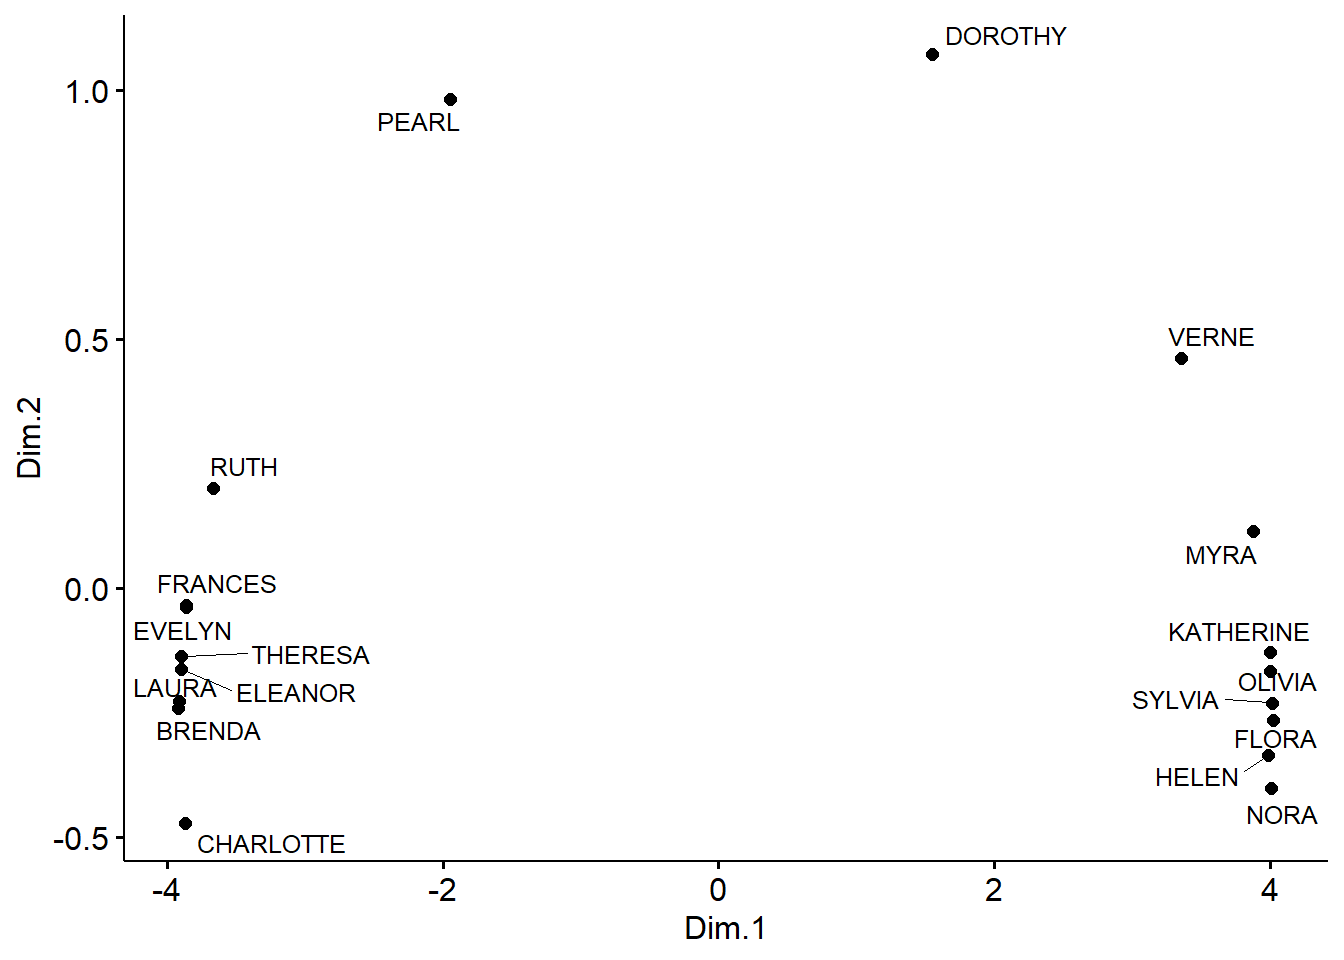 DOROTHY
1.0
PEARL
0.5
VERNE
Dim.2
RUTH
MYRA
0.0
FRANCES
EVELYN
KATHERINE
THERESA
OLIVIA
LAURA
ELEANOR
SYLVIA
BRENDA
FLORA
HELEN
NORA
-0.5
CHARLOTTE
-4 -2 0 2 4
Dim.1